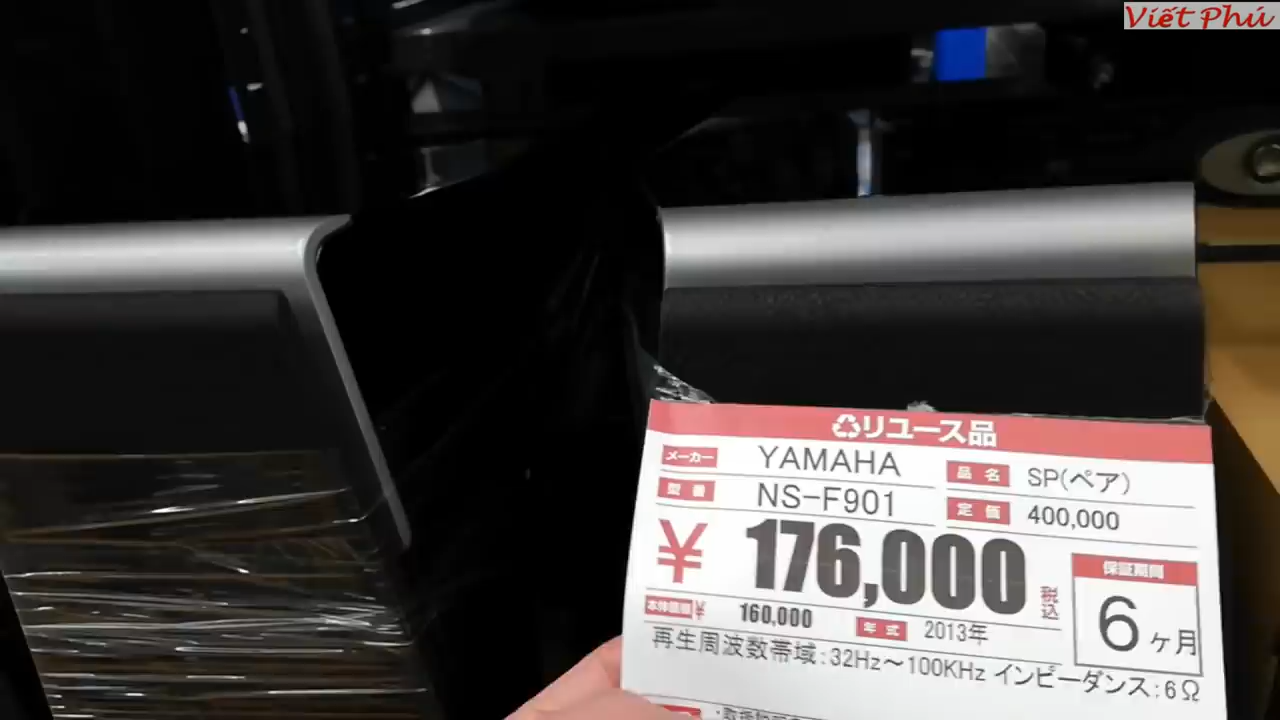 Viết Phú
リユース品
メーカー YAMAHA 品名 SP(ペア)
型番 NS-F901 定価 400,000
¥176,000 税込
保証期間
6ヶ月
本体価格 ¥160,000 年式 2013年
再生周波数帯域:32Hz～100KHz インピーダンス:6Ω